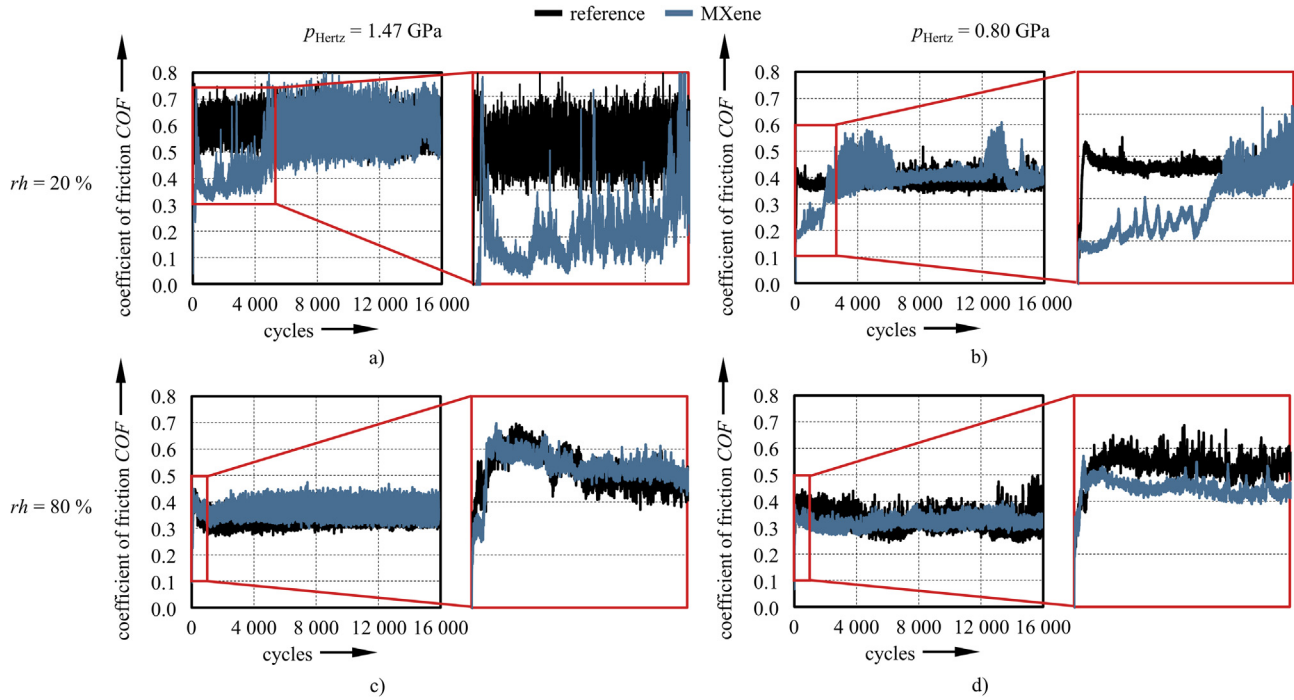 reference MXene
pHertz = 1.47 GPa
pHertz = 0.80 GPa
rh = 20 %
coefficient of friction COF
0.8
0.7
0.6
0.5
0.4
0.3
0.2
0.1
0.0
0 4 000 8 000 12 000 16 000
cycles
a)
coefficient of friction COF
0.8
0.7
0.6
0.5
0.4
0.3
0.2
0.1
0.0
0 4 000 8 000 12 000 16 000
cycles
b)
rh = 80 %
coefficient of friction COF
0.8
0.6
0.6
0.5
0.4
0.3
0.2
0.1
0.0
0 4 000 8 000 12 000 16 000
cycles
c)
coefficient of friction COF
0.8
0.6
0.6
0.5
0.4
0.3
0.2
0.1
0.0
0 4 000 8 000 12 000 16 000
cycles
d)